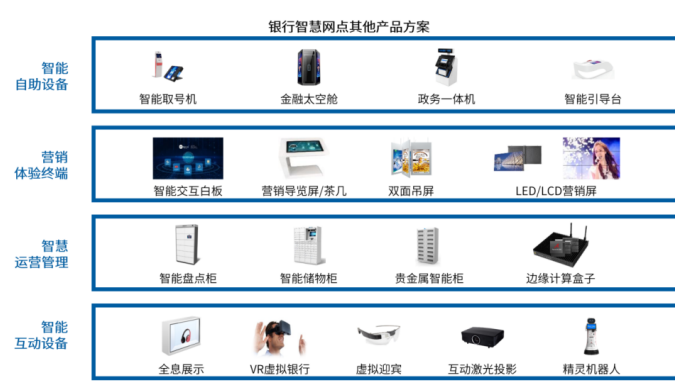 银行智慧网点其他产品方案
智能
自助设备
智能取号机
金融太空舱
政务一体机
智能引导台
营销
体验终端
智能交互白板
营销导览屏/茶几
双面吊屏
LED/LCD营销屏
智慧
运营管理
智能盘点柜
智能储物柜
贵金属智能柜
边缘计算盒子
智能
互动设备
全息展示
VR虚拟银行
虚拟迎宾
互动激光投影
精灵机器人